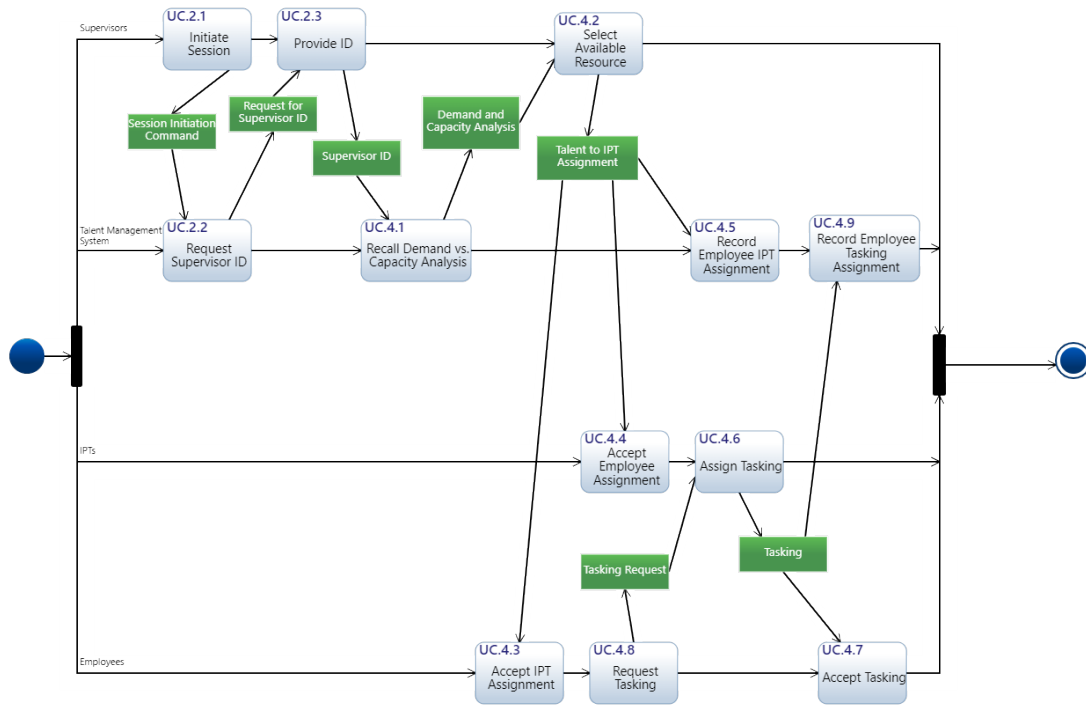 Supervisors
UC.2.1
Initiate
Session
UC.2.3
Provide ID
UC.4.2
Select
Available
Resource
Session Initiation
Command
Request for
Supervisor ID
Supervisor ID
Demand and
Capacity Analysis
Talent to IPT
Assignment
Talent Management
System
UC.2.2
Request
Supervisor ID
UC.4.1
Recall Demand vs.
Capacity Analysis
UC.4.5
Record
Employee IPT
Assignment
UC.4.9
Record Employee
Tasking
Assignment
IPTs
UC.4.4
Accept
Employee
Assignment
UC.4.6
Assign Tasking
Tasking Request
Tasking
Employees
UC.4.3
Accept IPT
Assignment
UC.4.8
Request
Tasking
UC.4.7
Accept Tasking